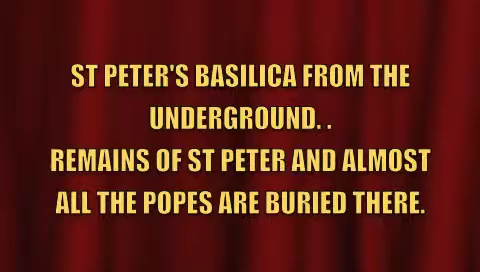 ST PETER'S BASILICA FROM THE
UNDERGROUND. .
REMAINS OF ST PETER AND ALMOST
ALL THE POPES ARE BURIED THERE.